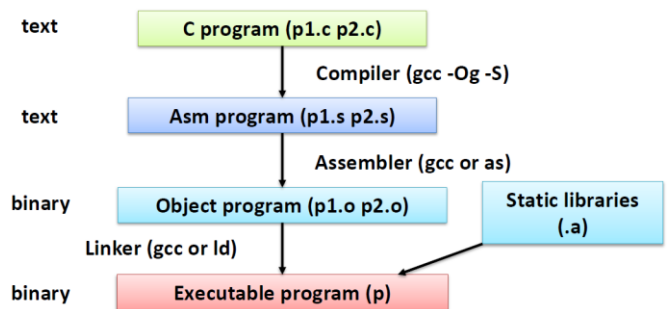 text
C program (p1.c p2.c)
Compiler (gcc -Og -S)
text
Asm program (p1.s p2.s)
Assembler (gcc or as)
binary
Object program (p1.o p2.o)
Static libraries
(.a)
Linker (gcc or ld)
binary
Executable program (p)